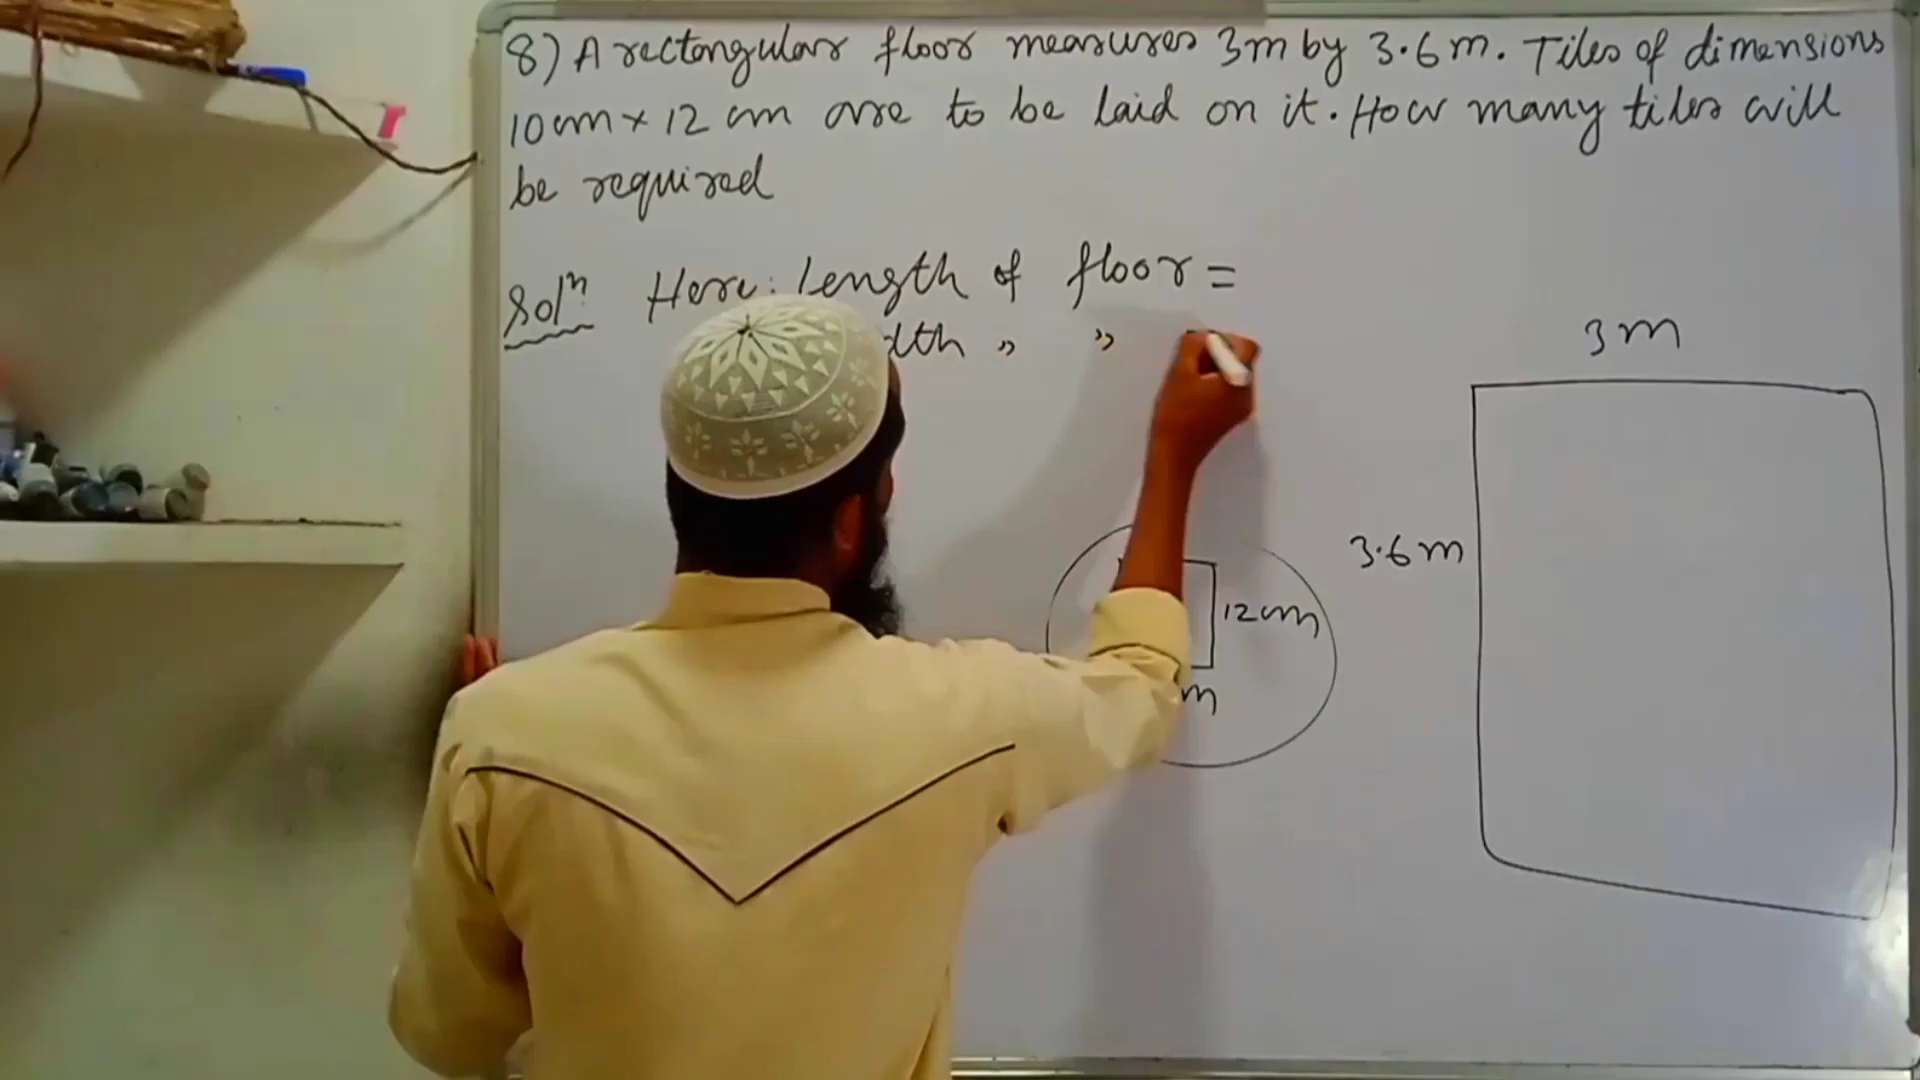 8) A rectangular floor measures 3m by 3.6 m. Tiles of dimensions
10cm x 12 cm are to be laid on it. How many tiles will
be required
Solⁿ Here: Length of floor =
dth " "
3m
3.6m
12cm
m